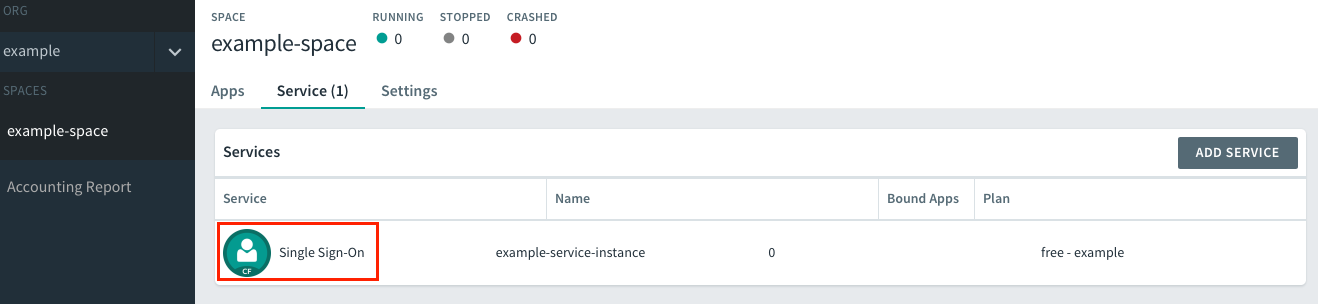 ORG
example
SPACES
example-space
Accounting Report
SPACE
example-space
RUNNING
0
STOPPED
0
CRASHED
0
Apps
Service (1)
Settings
Services
ADD SERVICE
Service
Name
Bound Apps
Plan
CF
Single Sign-On
example-service-instance
0
free - example